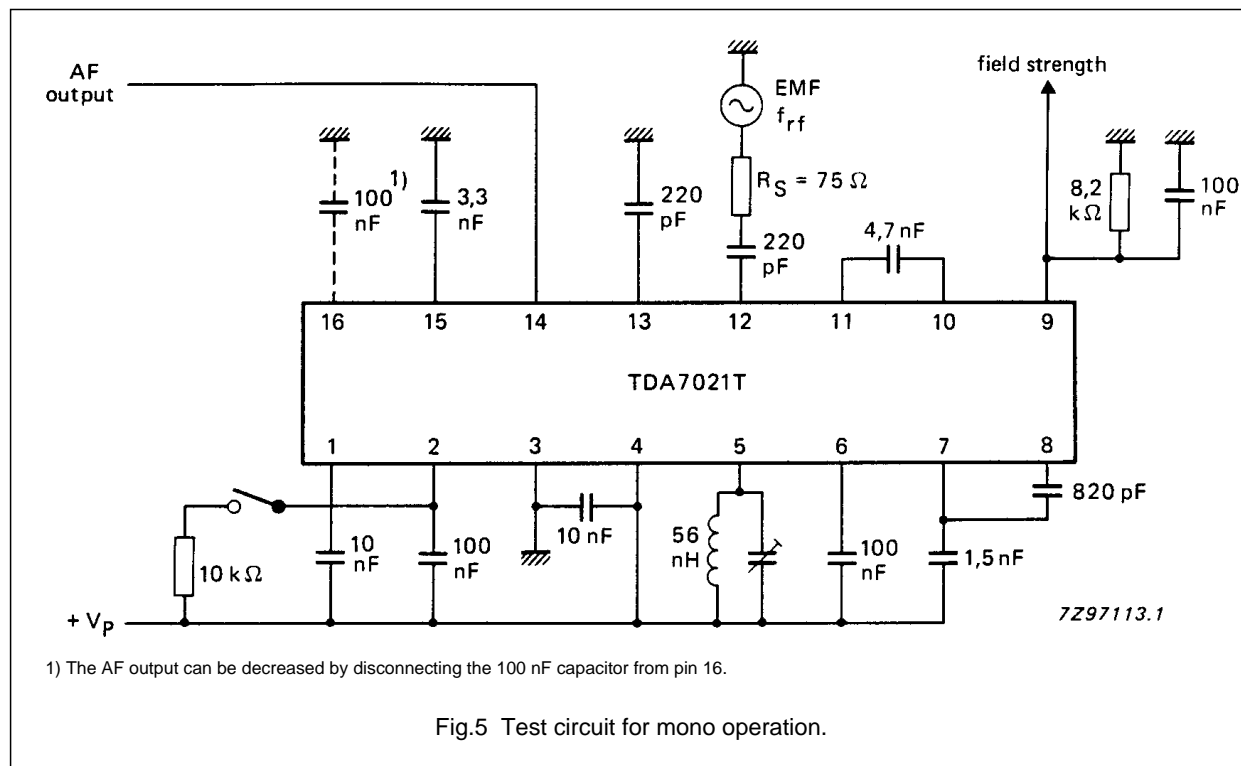 AF
output
EMF
f_rf
field strength
100 1)
nF
3,3
nF
220
pF
R_S = 75 Ω
220
pF
4,7 nF
8,2
kΩ
100
nF
16 15 14 13 12 11 10 9
TDA7021T
1 2 3 4 5 6 7 8
10 kΩ
10
nF
100
nF
10 nF
56
nH
100
nF
820 pF
1,5 nF
+ V_P
7Z97113.1
1) The AF output can be decreased by disconnecting the 100 nF capacitor from pin 16.
Fig.5 Test circuit for mono operation.